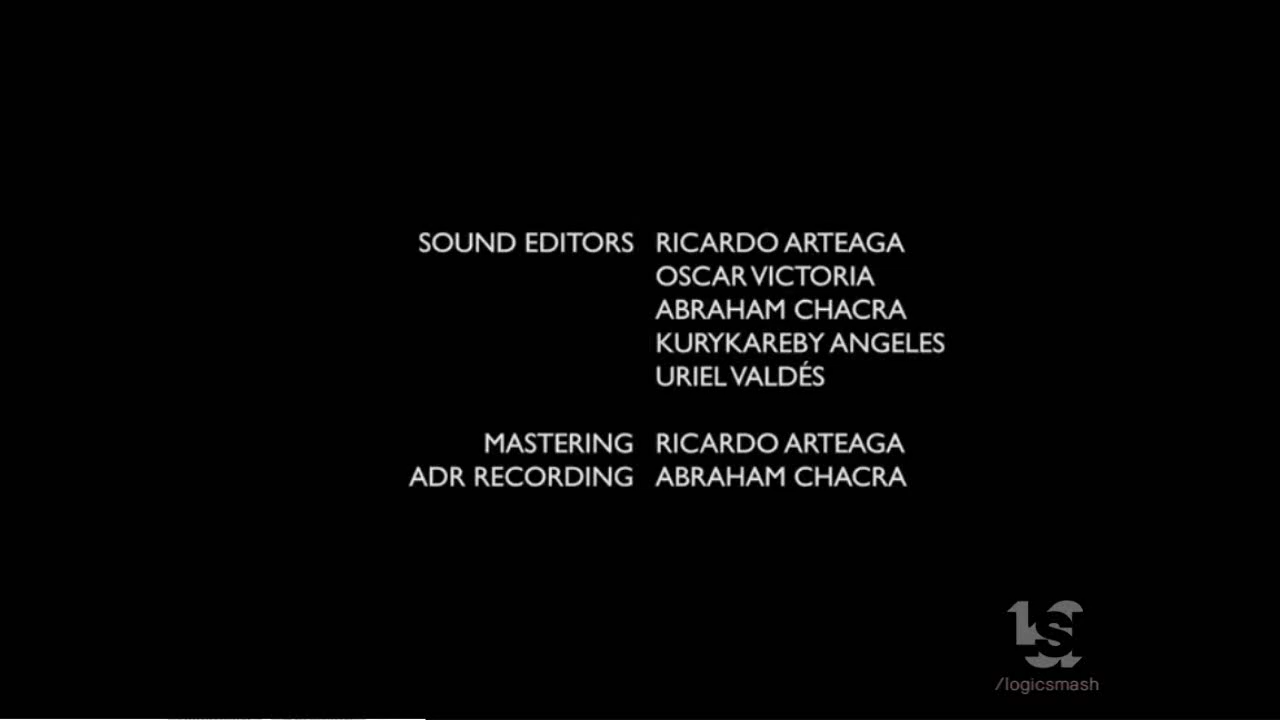 SOUND EDITORS RICARDO ARTEAGA
OSCAR VICTORIA
ABRAHAM CHACRA
KURYKAREBY ANGELES
URIEL VALDÉS
MASTERING RICARDO ARTEAGA
ADR RECORDING ABRAHAM CHACRA
/logicsmash